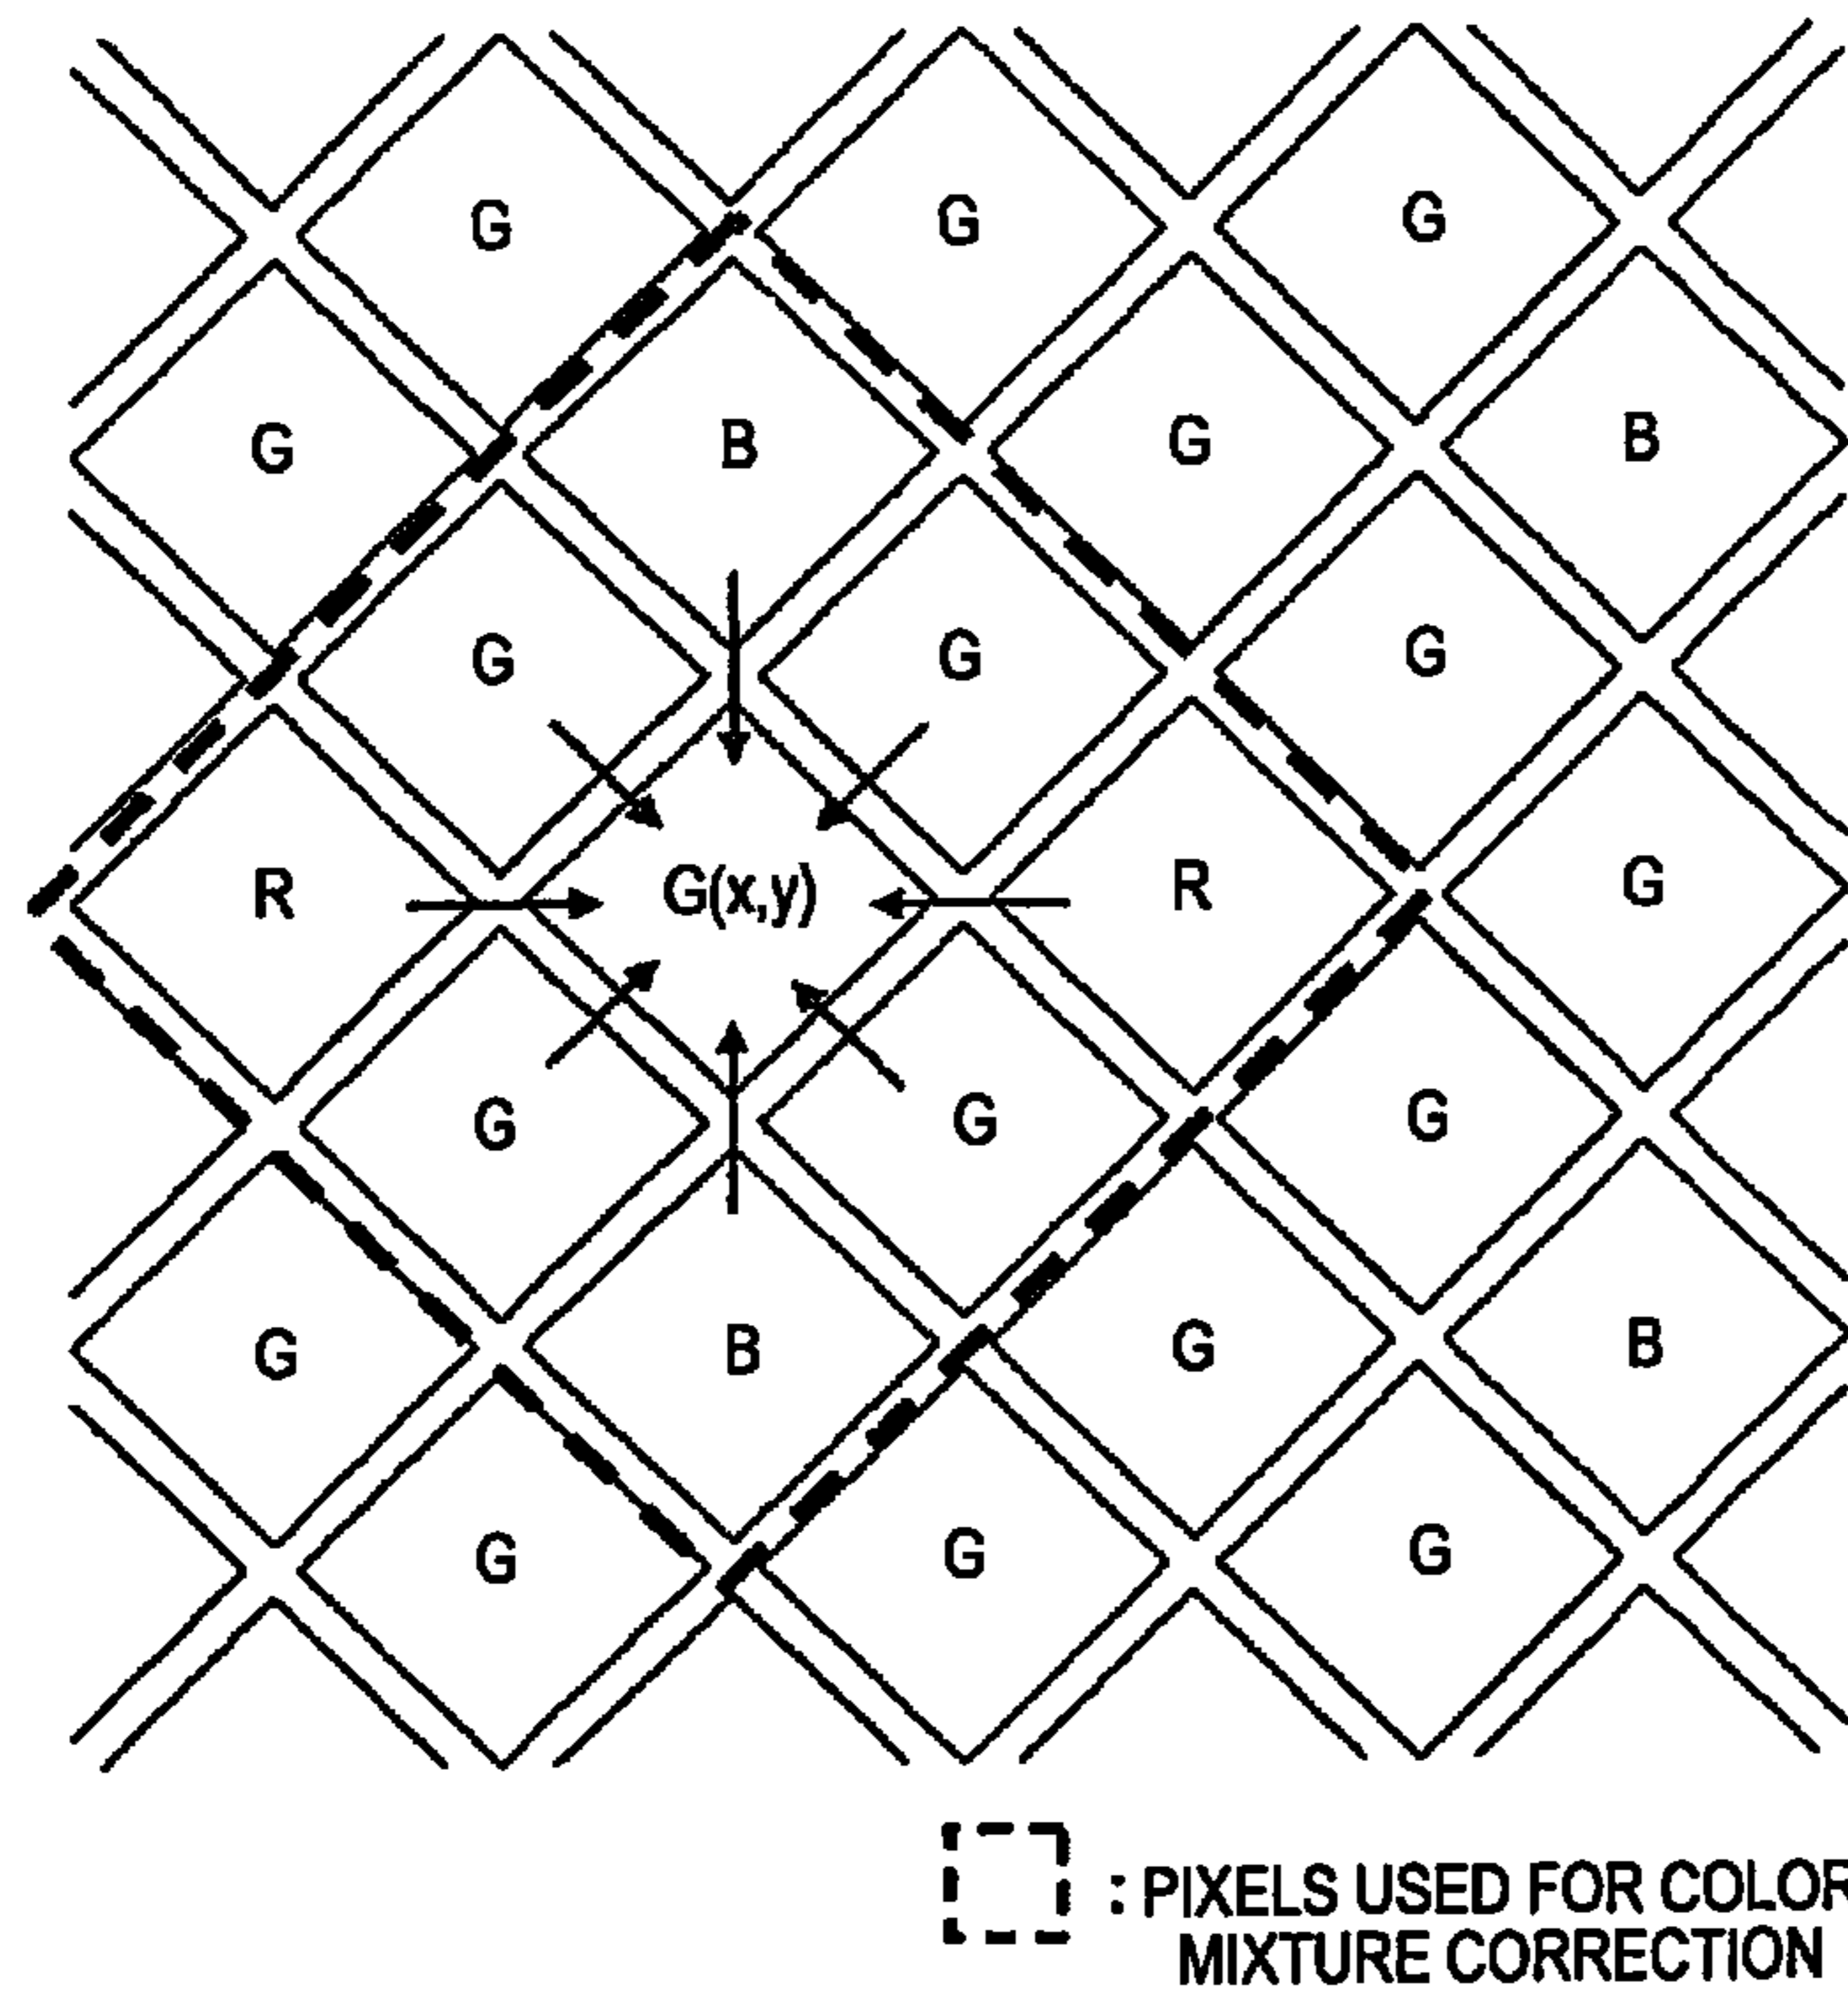 G G G
G B G B
G G G
R G(x,y) R G
G G G
G B G B
G G G
: PIXELS USED FOR COLOR
MIXTURE CORRECTION